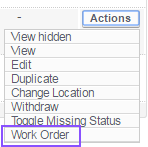 -
Actions
View hidden
View
Edit
Duplicate
Change Location
Withdraw
Toggle Missing Status
Work Order